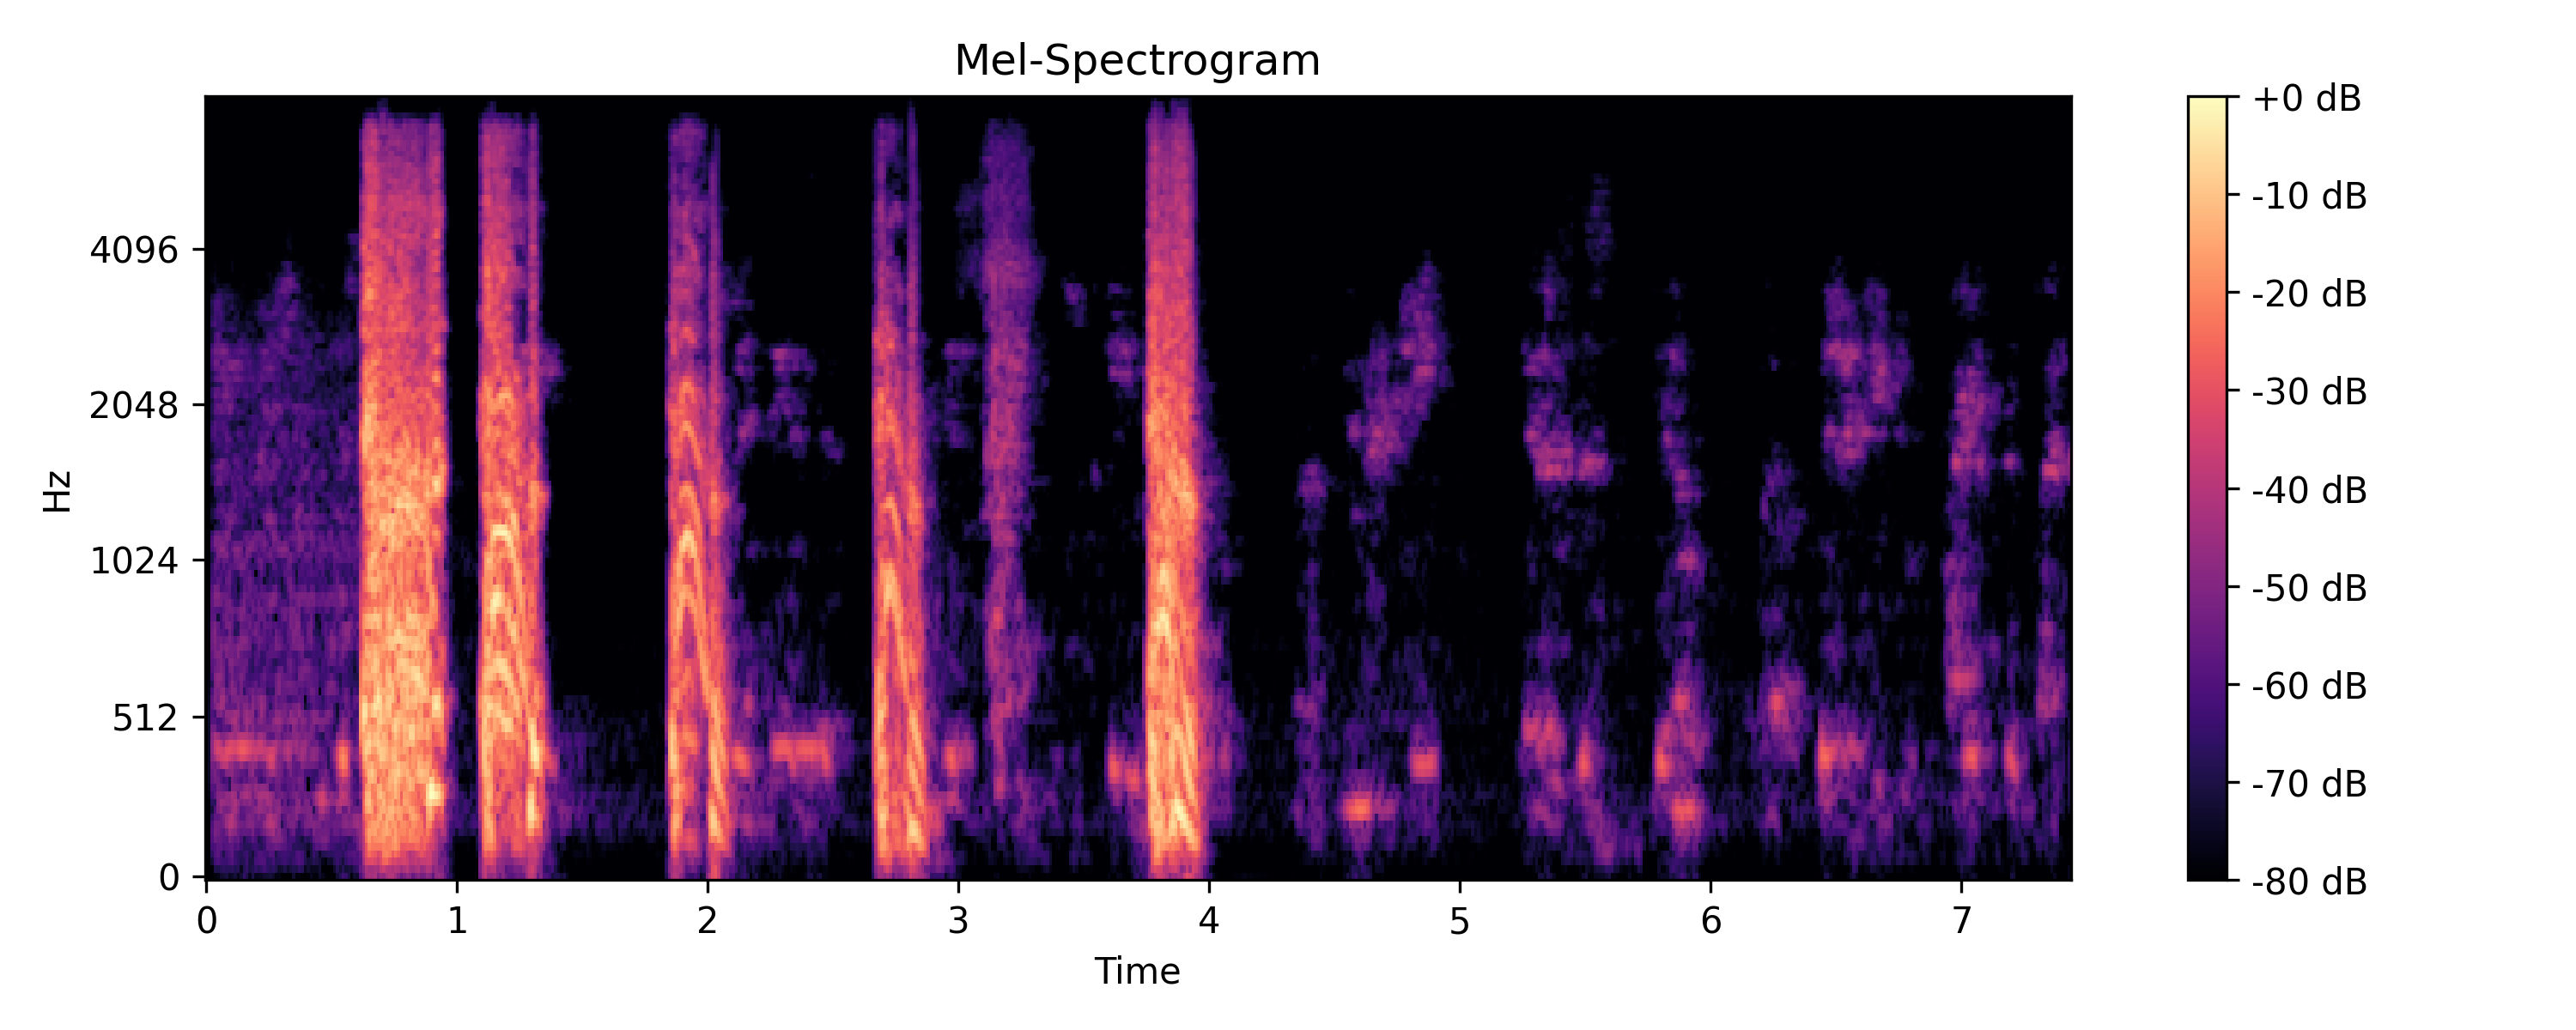 Mel-Spectrogram
+0 dB
-10 dB
-20 dB
-30 dB
-40 dB
-50 dB
-60 dB
-70 dB
-80 dB
4096
2048
1024
512
0
Hz
0 1 2 3 4 5 6 7
Time